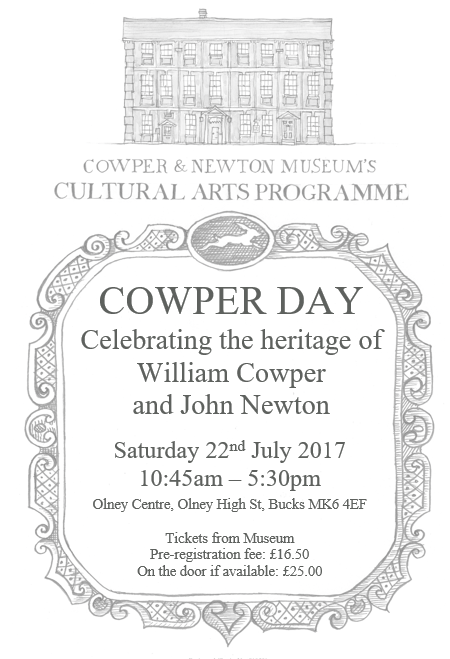 COWPER & NEWTON MUSEUM'S
CULTURAL ARTS PROGRAMME
COWPER DAY
Celebrating the heritage of
William Cowper
and John Newton
Saturday 22nd July 2017
10:45am – 5:30pm
Olney Centre, Olney High St, Bucks MK6 4EF
Tickets from Museum
Pre-registration fee: £16.50
On the door if available: £25.00